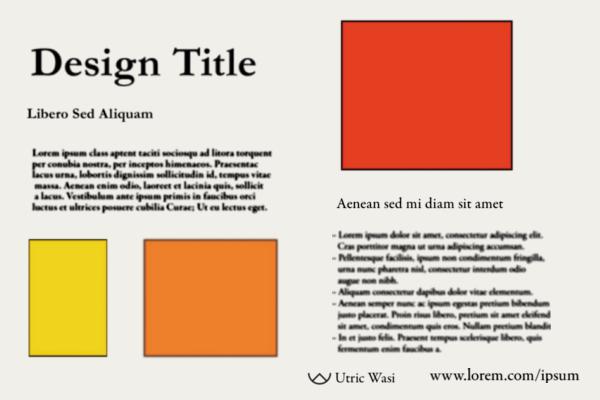 Design Title
Libero Sed Aliquam
Lorem ipsum class aptent taciti sociosqu ad litora torquent
per conubia nostra, per inceptos himenaeos. Praesentac
lacus urna, lobortis dignissim sollicitudin id, tempus vitae
massa. Aenean enim odio, laoreet et lacinia quis, sollicit
a lacus. Vestibulum ante ipsum primis in faucibus orci
luctus et ultrices posuere cubilia Curae; Ut eu lectus eget.
Aenean sed mi diam sit amet
- Lorem ipsum dolor sit amet, consectetur adipiscing elit.
Cras porttitor magna ut urna adipiscing accumsan.
- Pellentesque facilisis, ipsum non condimentum fringilla,
urna nunc pharetra nisl, consectetur interdum odio
augue non nibh.
- Aliquam consectetur dapibus dolor vitae elementum.
- Aenean semper nunc ac ipsum egestas pretium bibendum
justo placerat. Proin risus libero, pretium sit amet eleifend
sit amet, condimentum quis eros. Nullam pretium blandit
- In et justo felis. Praesent tempus scelerisque libero, quis
fermentum enim faucibus a.
Utric Wasi
www.lorem.com/ipsum